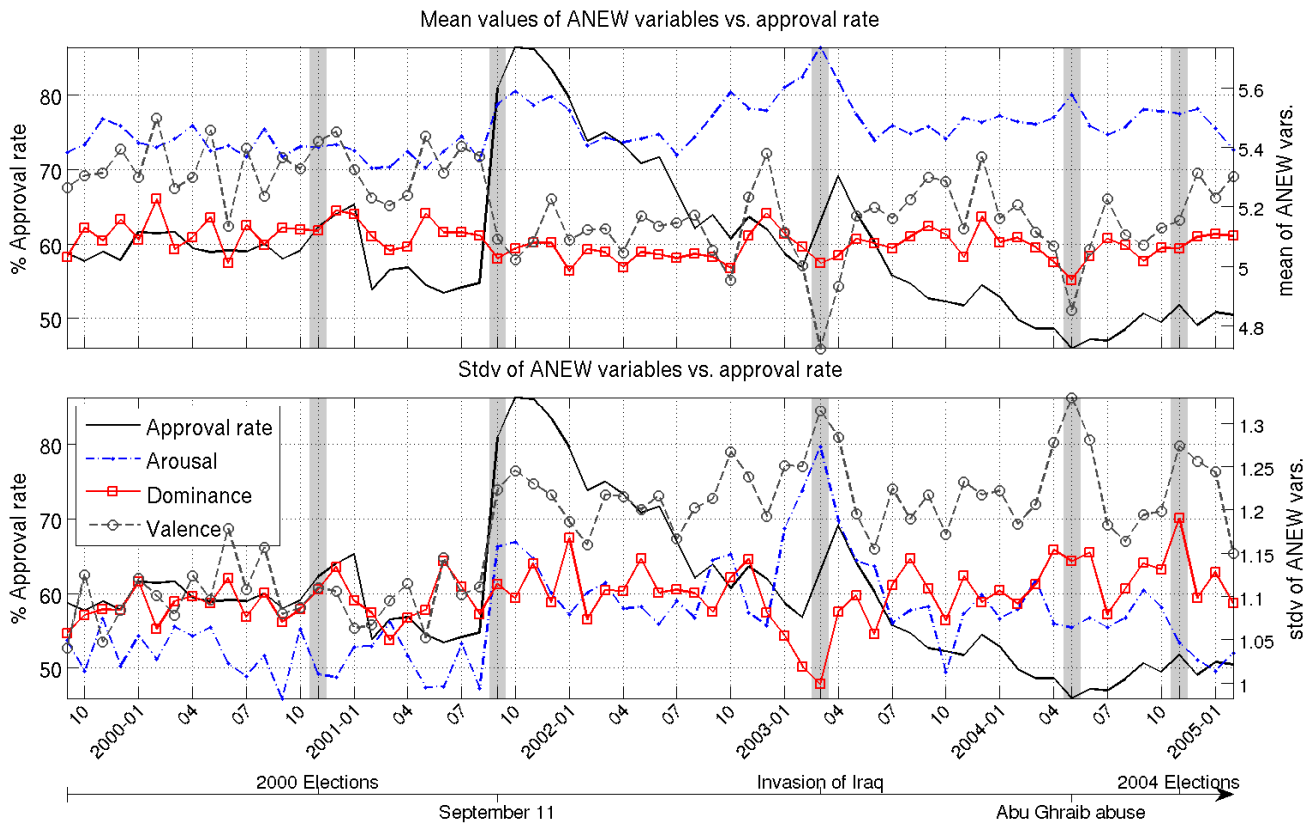 Mean values of ANEW variables vs. approval rate
80
70
60
50
% Approval rate
5.6
5.4
5.2
5
4.8
mean of ANEW vars.
Stdv of ANEW variables vs. approval rate
Approval rate
Arousal
Dominance
Valence
80
70
60
50
% Approval rate
1.3
1.25
1.2
1.15
1.1
1.05
1
stdv of ANEW vars.
10 2000-01 04 07 10 2001-01 04 07 10 2002-01 04 07 10 2003-01 04 07 10 2004-01 04 07 10 2005-01
2000 Elections Invasion of Iraq 2004 Elections
September 11 Abu Ghraib abuse